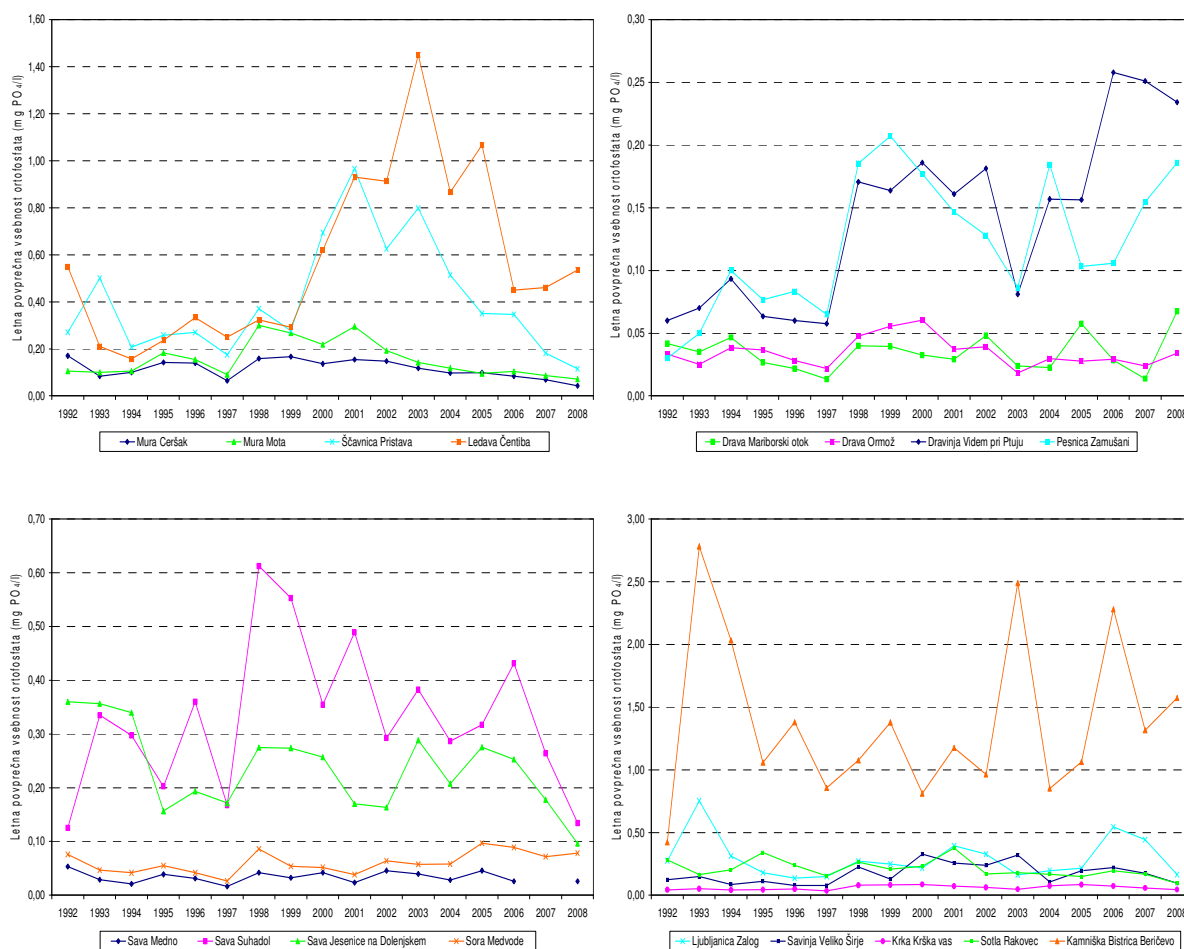 Letna povprečna vsebnost ortofosfata (mg PO4/l)
1,60
1,40
1,20
1,00
0,80
0,60
0,40
0,20
0,00
1992 1993 1994 1995 1996 1997 1998 1999 2000 2001 2002 2003 2004 2005 2006 2007 2008
Mura Ceršak Mura Mota Ščavnica Pristava Ledava Čentiba
Letna povprečna vsebnost ortofosfata (mg PO4/l)
0,30
0,25
0,20
0,15
0,10
0,05
0,00
1992 1993 1994 1995 1996 1997 1998 1999 2000 2001 2002 2003 2004 2005 2006 2007 2008
Drava Mariborski otok Drava Ormož Dravinja Videm pri Ptuju Pesnica Zamušani
Letna povprečna vsebnost ortofosfata (mg PO4/l)
0,70
0,60
0,50
0,40
0,30
0,20
0,10
0,00
1992 1993 1994 1995 1996 1997 1998 1999 2000 2001 2002 2003 2004 2005 2006 2007 2008
Sava Medno Sava Suhadol Sava Jesenice na Dolenjskem Sora Medvode
Letna povprečna vsebnost ortofosfata (mg PO4/l)
3,00
2,50
2,00
1,50
1,00
0,50
0,00
1992 1993 1994 1995 1996 1997 1998 1999 2000 2001 2002 2003 2004 2005 2006 2007 2008
Ljubljanica Zalog Savinja Veliko Širje Krka Krška vas Sotla Rakovec Kamniška Bistrica Beričevo